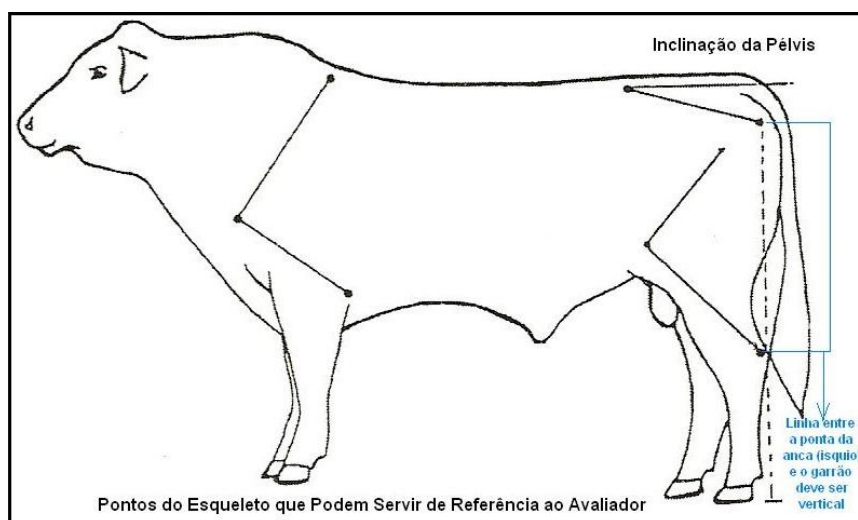 Inclinação da Pélvis
Linha entre
a ponta da
anca (isquio)
e o garrão
deve ser
vertical
Pontos do Esqueleto que Podem Servir de Referência ao Avaliador